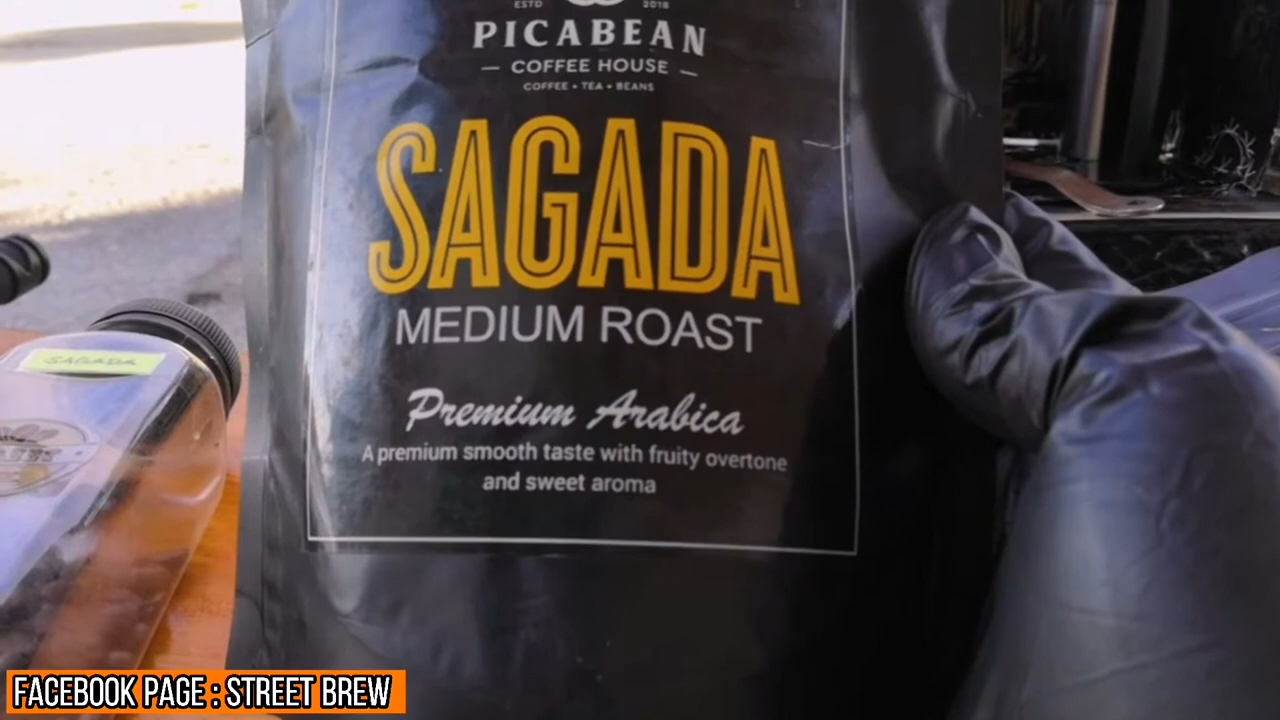 ESTD 2018
PICABEAN
— COFFEE HOUSE —
COFFEE • TEA • BEANS
SAGADA
MEDIUM ROAST
Premium Arabica
A premium smooth taste with fruity overtone
and sweet aroma
SAGADA
FACEBOOK PAGE : STREET BREW